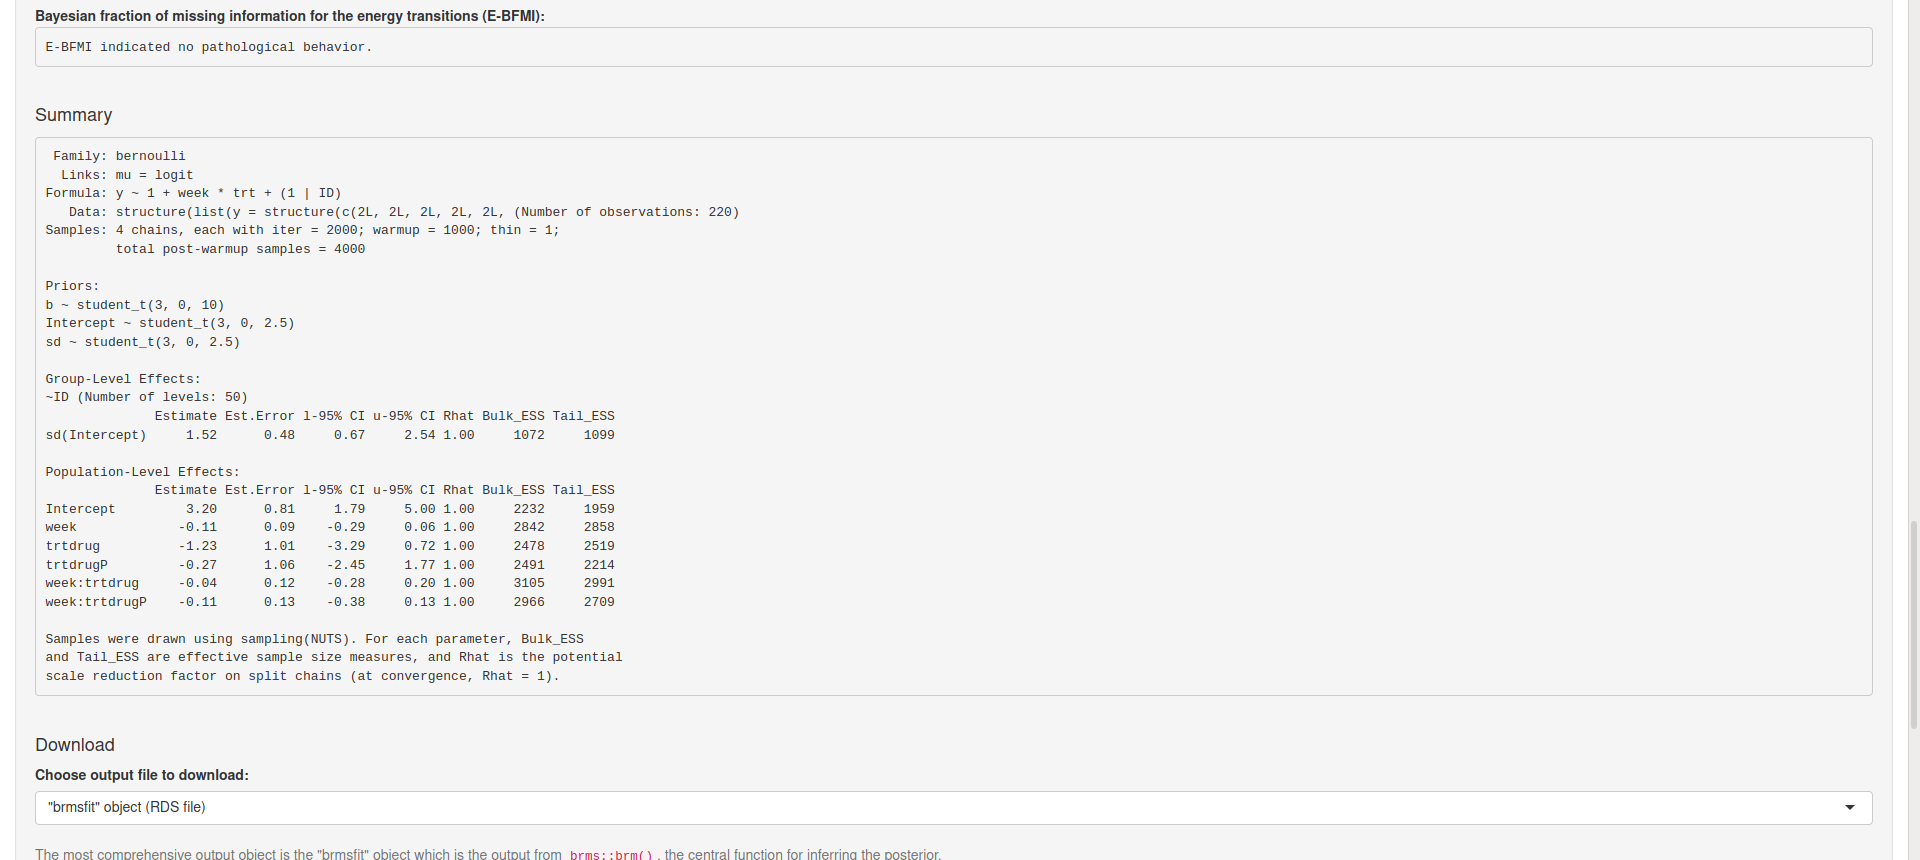 Bayesian fraction of missing information for the energy transitions (E-BFMI):
E-BFMI indicated no pathological behavior.
Summary
Family: bernoulli
Links: mu = logit
Formula: y ~ 1 + week * trt + (1 | ID)
Data: structure(list(y = structure(c(2L, 2L, 2L, 2L, 2L, (Number of observations: 220)
Samples: 4 chains, each with iter = 2000; warmup = 1000; thin = 1;
total post-warmup samples = 4000
Priors:
b ~ student_t(3, 0, 10)
Intercept ~ student_t(3, 0, 2.5)
sd ~ student_t(3, 0, 2.5)
Group-Level Effects:
~ID (Number of levels: 50)
Estimate Est.Error l-95% CI u-95% CI Rhat Bulk_ESS Tail_ESS
sd(Intercept) 1.52 0.48 0.67 2.54 1.00 1072 1099
Population-Level Effects:
Estimate Est.Error l-95% CI u-95% CI Rhat Bulk_ESS Tail_ESS
Intercept 3.20 0.81 1.79 5.00 1.00 2232 1959
week -0.11 0.09 -0.29 0.06 1.00 2842 2858
trtdrug -1.23 1.01 -3.29 0.72 1.00 2478 2519
trtdrugP -0.27 1.06 -2.45 1.77 1.00 2491 2214
week:trtdrug -0.04 0.12 -0.28 0.20 1.00 3105 2991
week:trtdrugP -0.11 0.13 -0.38 0.13 1.00 2966 2709
Samples were drawn using sampling(NUTS). For each parameter, Bulk_ESS
and Tail_ESS are effective sample size measures, and Rhat is the potential
scale reduction factor on split chains (at convergence, Rhat = 1).
Download
Choose output file to download:
"brmsfit" object (RDS file)
The most comprehensive output object is the "brmsfit" object which is the output from brms::brm() , the central function for inferring the posterior.